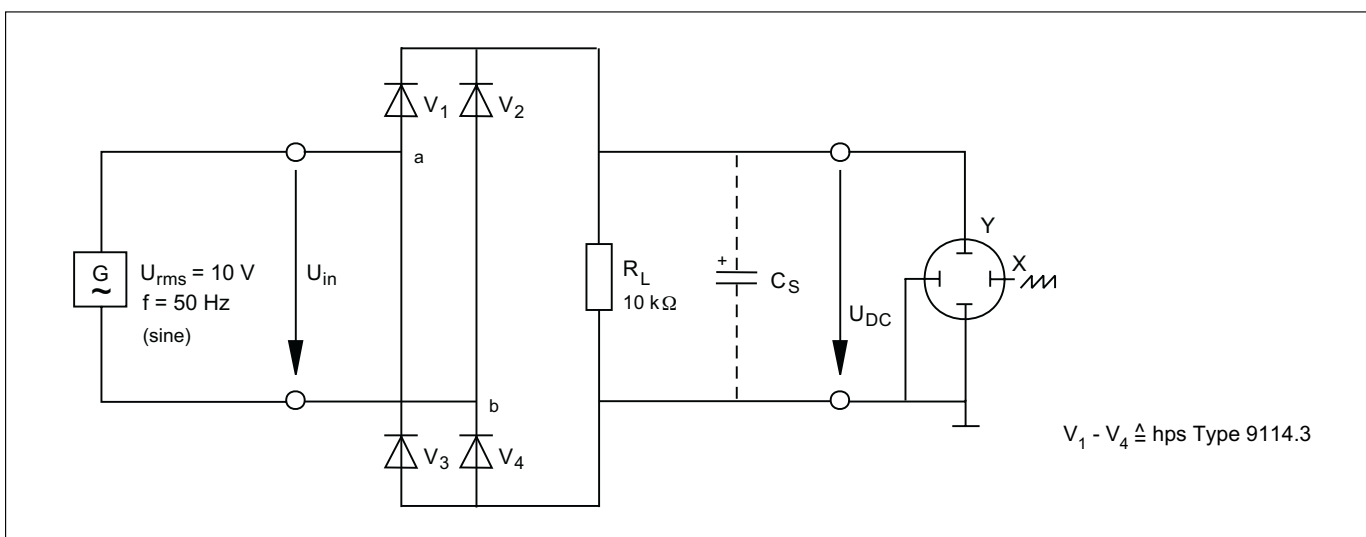 V1
V2
a
G
~
Urms = 10 V
f = 50 Hz
(sine)
Uin
RL
10 kΩ
+
CS
UDC
Y
X
b
V3
V4
V1 - V4 ≙ hps Type 9114.3